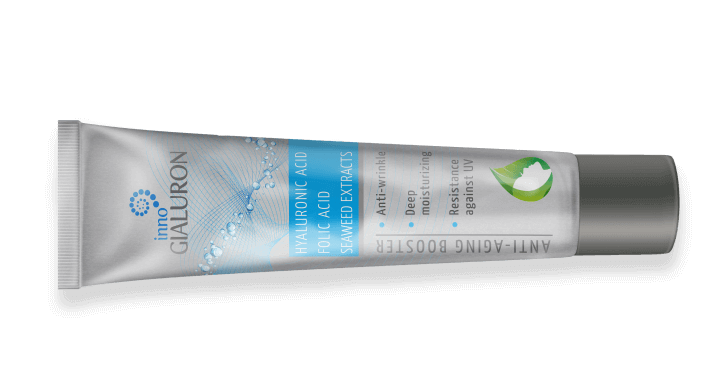 inno
GIALURON
HYALURONIC ACID
FOLIC ACID
SEAWEED EXTRACTS
• Anti-wrinkle
• Deep
moisturizing
• Resistance
against UV
ANTI-AGING BOOSTER